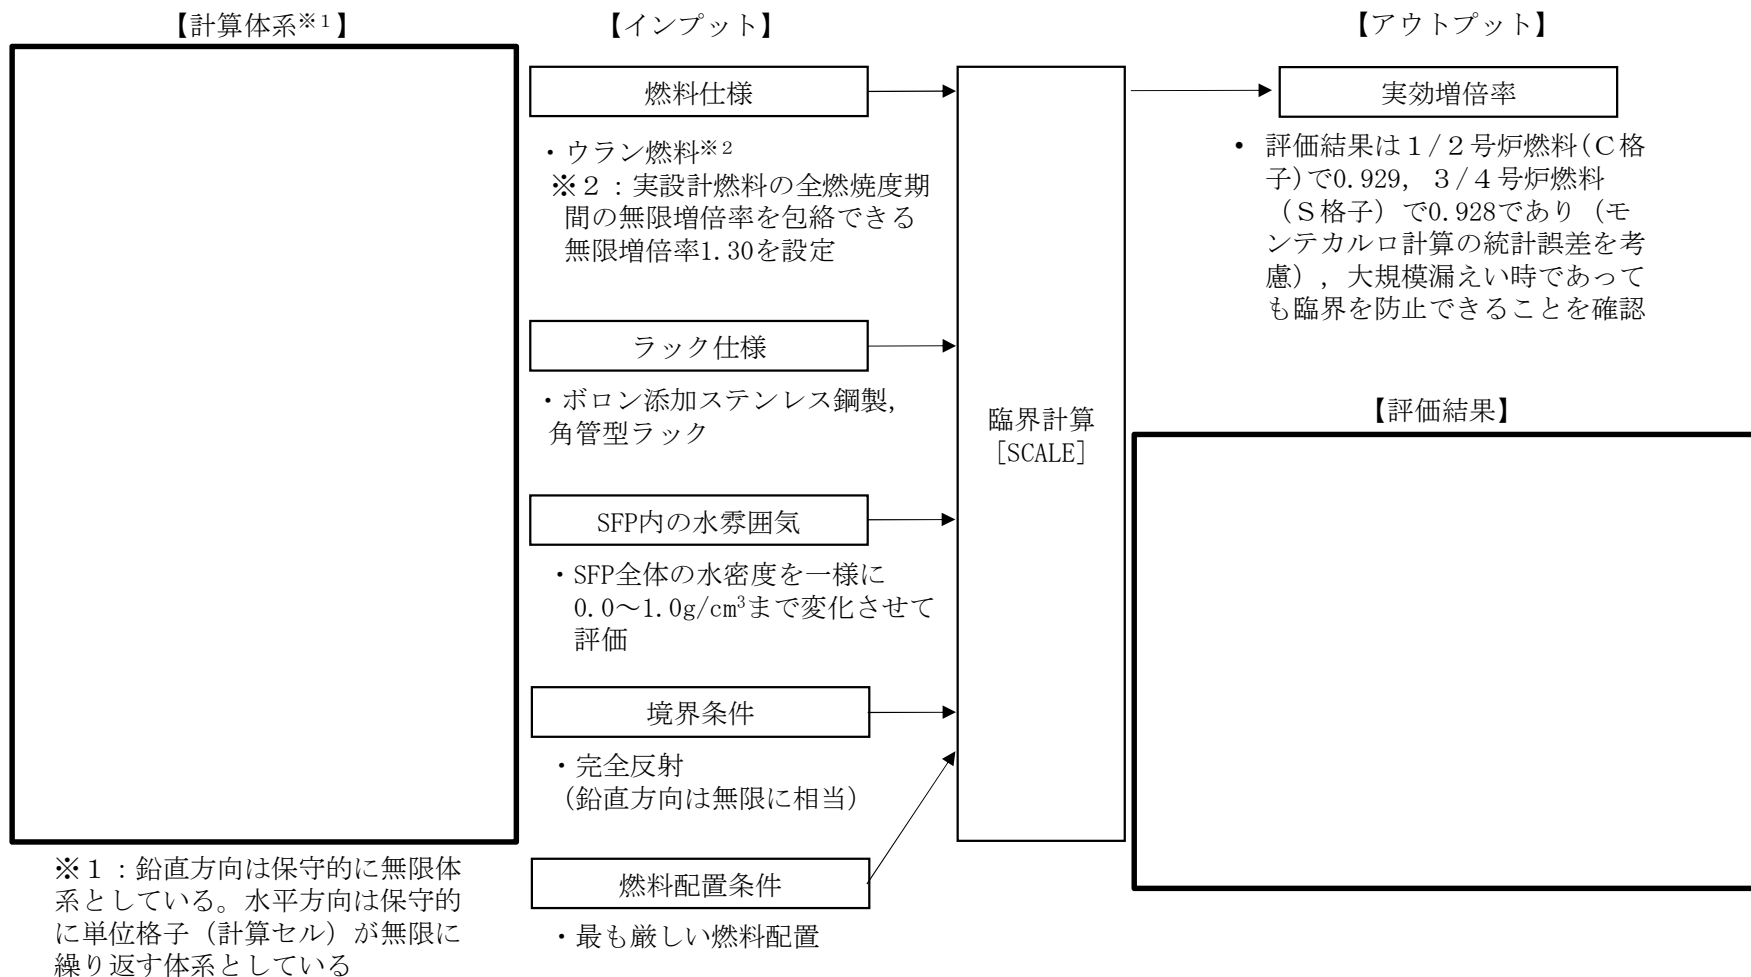 【計算体系※1】
※１：鉛直方向は保守的に無限体
系としている。水平方向は保守的
に単位格子（計算セル）が無限に
繰り返す体系としている
【インプット】
燃料仕様
・ウラン燃料※2
※２：実設計燃料の全燃焼度期
間の無限増倍率を包絡できる
無限増倍率1.30を設定
ラック仕様
・ボロン添加ステンレス鋼製,
角管型ラック
SFP内の水雰囲気
・SFP全体の水密度を一様に
0.0～1.0g/cm3まで変化させて
評価
境界条件
・完全反射
（鉛直方向は無限に相当）
燃料配置条件
・最も厳しい燃料配置
臨界計算
[SCALE]
【アウトプット】
実効増倍率
• 評価結果は１/２号炉燃料(Ｃ格
子)で0.929, ３/４号炉燃料
（Ｓ格子）で0.928であり（モ
ンテカルロ計算の統計誤差を考
慮）, 大規模漏えい時であって
も臨界を防止できることを確認
【評価結果】